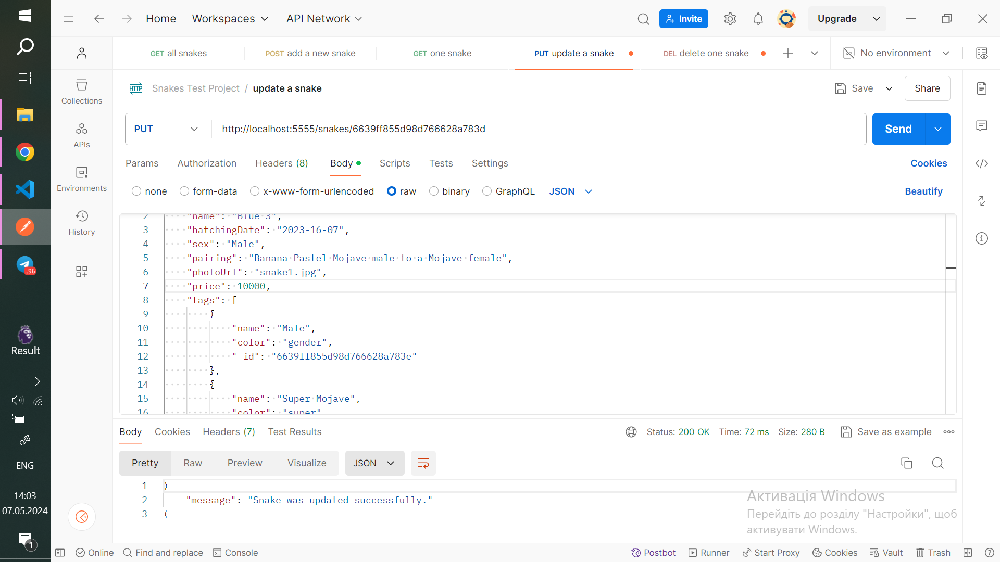 Home
Workspaces
API Network
Invite
Upgrade
GET all snakes
POST add a new snake
GET one snake
PUT update a snake
DEL delete one snake
No environment
Snakes Test Project / update a snake
Save
Share
PUT
http://localhost:5555/snakes/6639ff855d98d766628a783d
Send
Params
Authorization
Headers (8)
Body
Scripts
Tests
Settings
Cookies
none
form-data
x-www-form-urlencoded
raw
binary
GraphQL
JSON
Beautify
2 "name": "Blue 3",
3 "hatchingDate": "2023-16-07",
4 "sex": "Male",
5 "pairing": "Banana Pastel Mojave male to a Mojave female",
6 "photoUrl": "snake1.jpg",
7 "price": 10000,
8 "tags": [
9 {
10 "name": "Male",
11 "color": "gender",
12 "_id": "6639ff855d98d766628a783e"
13 },
14 {
15 "name": "Super Mojave",
16 "color": "super"
Body
Cookies
Headers (7)
Test Results
Status: 200 OK
Time: 72 ms
Size: 280 B
Save as example
Pretty
Raw
Preview
Visualize
JSON
1 {
2 "message": "Snake was updated successfully."
3 }
Активація Windows
Перейдіть до розділу "Настройки", щоб
активувати Windows.
Collections
APIs
Environments
History
..96
Result
ENG
14:03
07.05.2024
1
Online
Find and replace
Console
Postbot
Runner
Start Proxy
Cookies
Vault
Trash